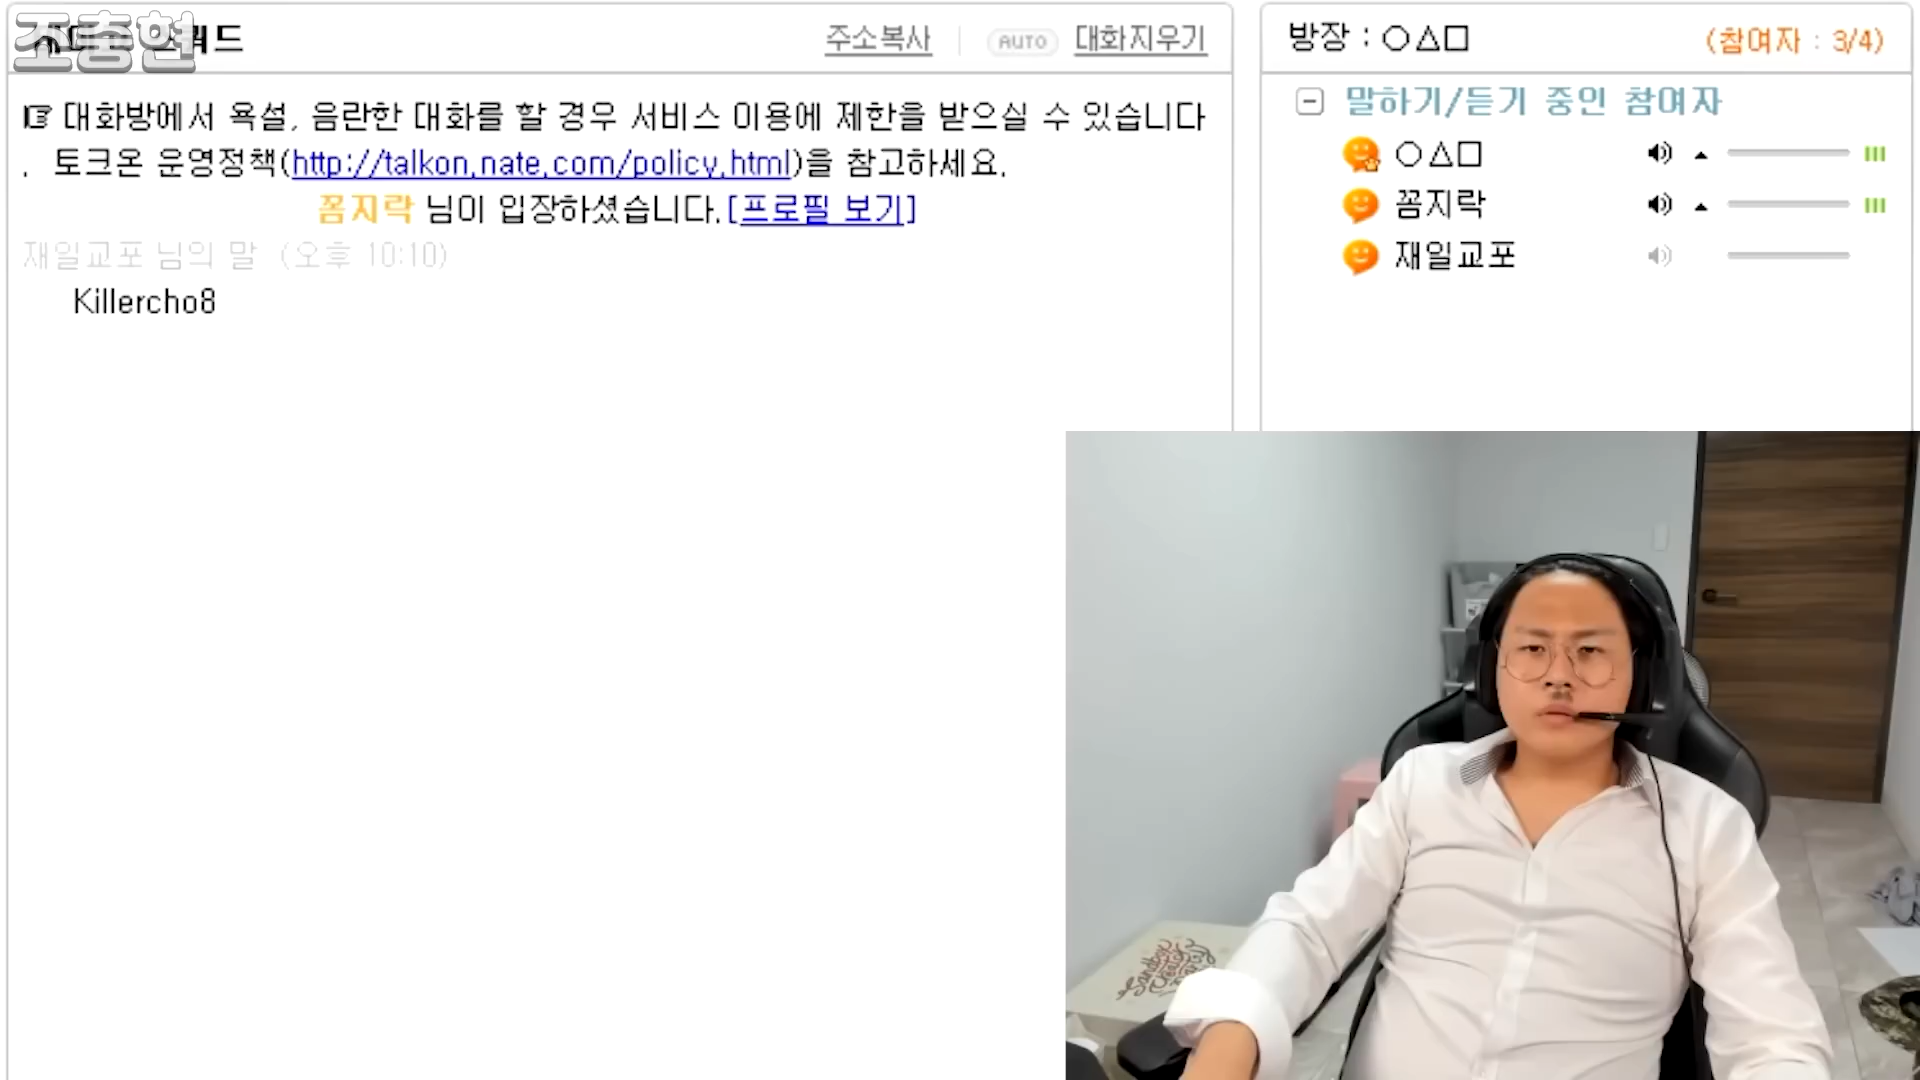 조충현
워드
주소복사
AUTO
대화지우기
☞ 대화방에서 욕설, 음란한 대화를 할 경우 서비스 이용에 제한을 받으실 수 있습니다
. 토크온 운영정책(http://talkon.nate.com/policy.html)을 참고하세요.
꼼지락 님이 입장하셨습니다.[프로필 보기]
재일교포 님의 말 (오후 10:10)
Killercho8
방장 : ○△□
(참여자 : 3/4)
말하기/듣기 중인 참여자
○△□
꼼지락
재일교포
Sandbox